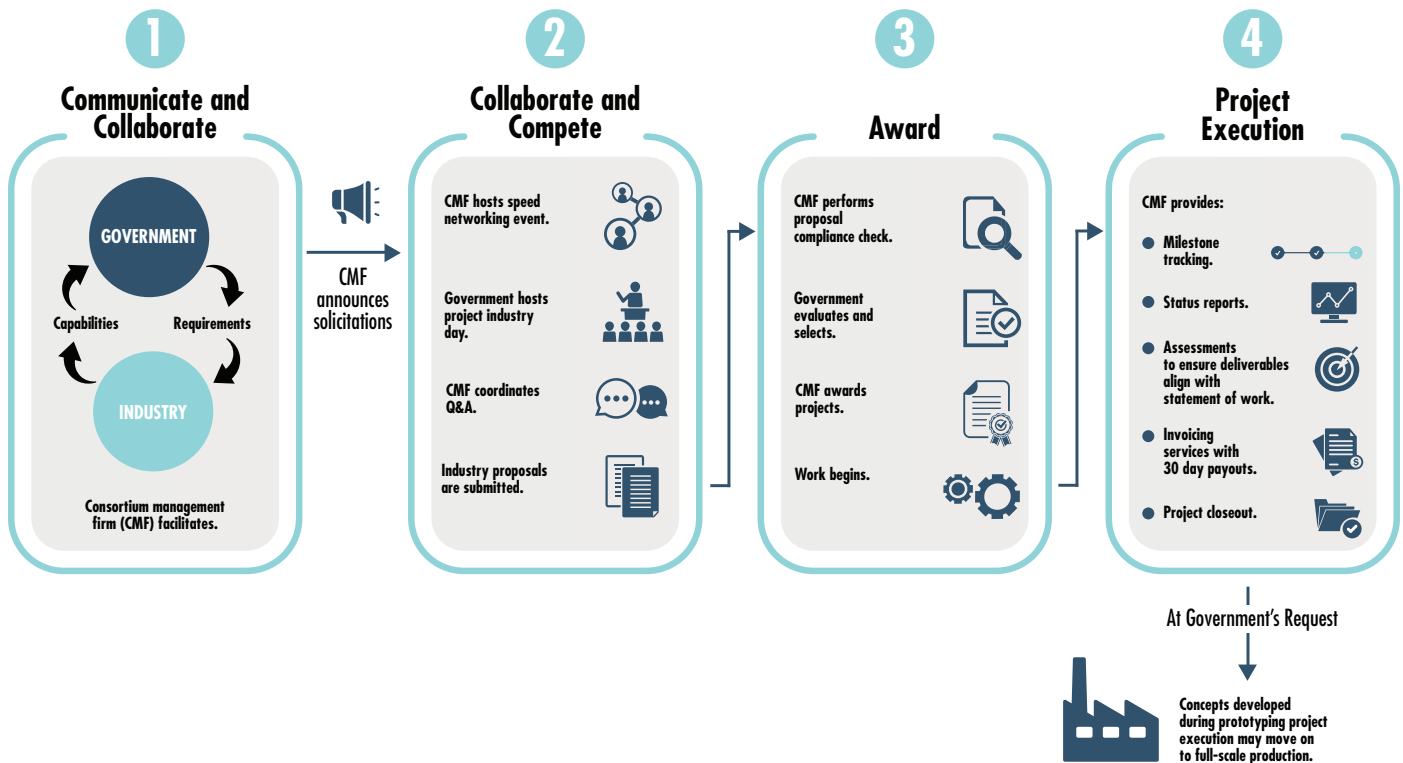 1
Communicate and
Collaborate
GOVERNMENT
Capabilities
Requirements
INDUSTRY
Consortium management
firm (CMF) facilitates.
CMF
announces
solicitations
2
Collaborate and
Compete
CMF hosts speed
networking event.
Government hosts
project industry
day.
CMF coordinates
Q&A.
Industry proposals
are submitted.
3
Award
CMF performs
proposal
compliance check.
Government
evaluates and
selects.
CMF awards
projects.
Work begins.
4
Project
Execution
CMF provides:
Milestone
tracking.
Status reports.
Assessments
to ensure deliverables
align with
statement of work.
Invoicing
services with
30 day payouts.
$
Project closeout.
At Government's Request
Concepts developed
during prototyping project
execution may move on
to full-scale production.